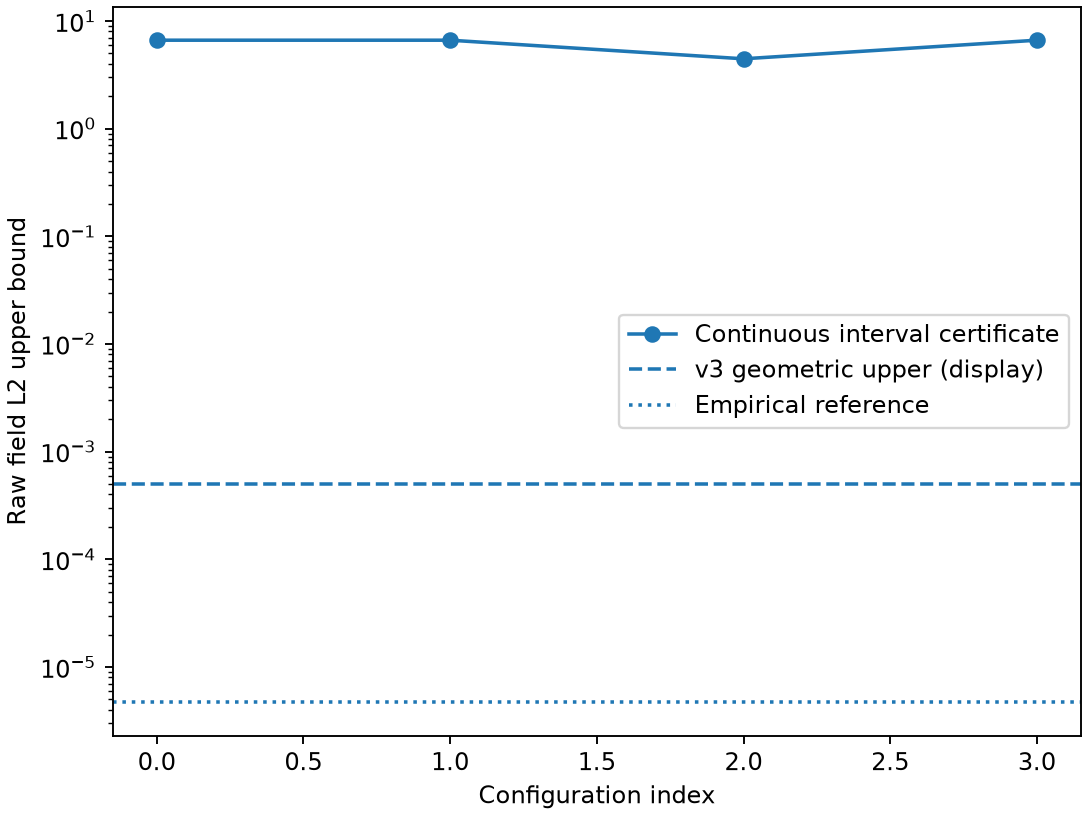 10¹
10⁰
10⁻¹
10⁻²
10⁻³
10⁻⁴
10⁻⁵
Raw field L2 upper bound
Continuous interval certificate
v3 geometric upper (display)
Empirical reference
0.0 0.5 1.0 1.5 2.0 2.5 3.0
Configuration index